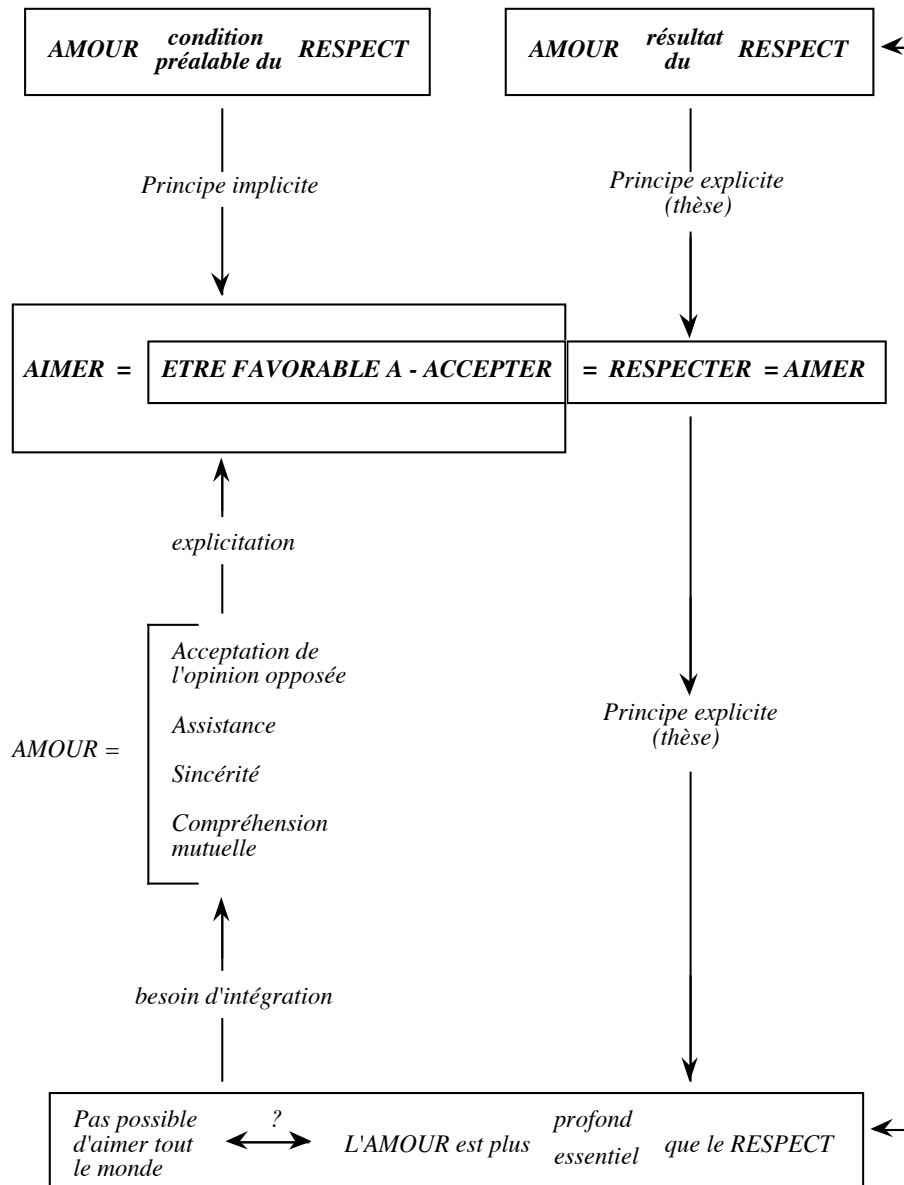 AMOUR condition préalable du RESPECT
AMOUR résultat du RESPECT
Principe implicite
Principe explicite
(thèse)
AIMER = ETRE FAVORABLE A - ACCEPTER = RESPECTER = AIMER
explicitation
AMOUR =
Acceptation de
l'opinion opposée
Assistance
Sincérité
Compréhension
mutuelle
Principe explicite
(thèse)
besoin d'intégration
Pas possible
d'aimer tout
le monde
?
L'AMOUR est plus profond essentiel que le RESPECT